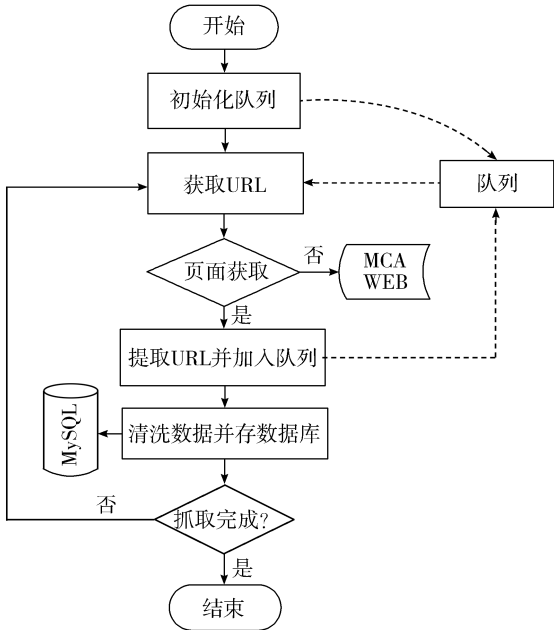 开始
初始化队列
获取URL
队列
页面获取
否
MCA
WEB
是
提取URL并加入队列
清洗数据并存数据库
MySQL
否
抓取完成?
是
结束